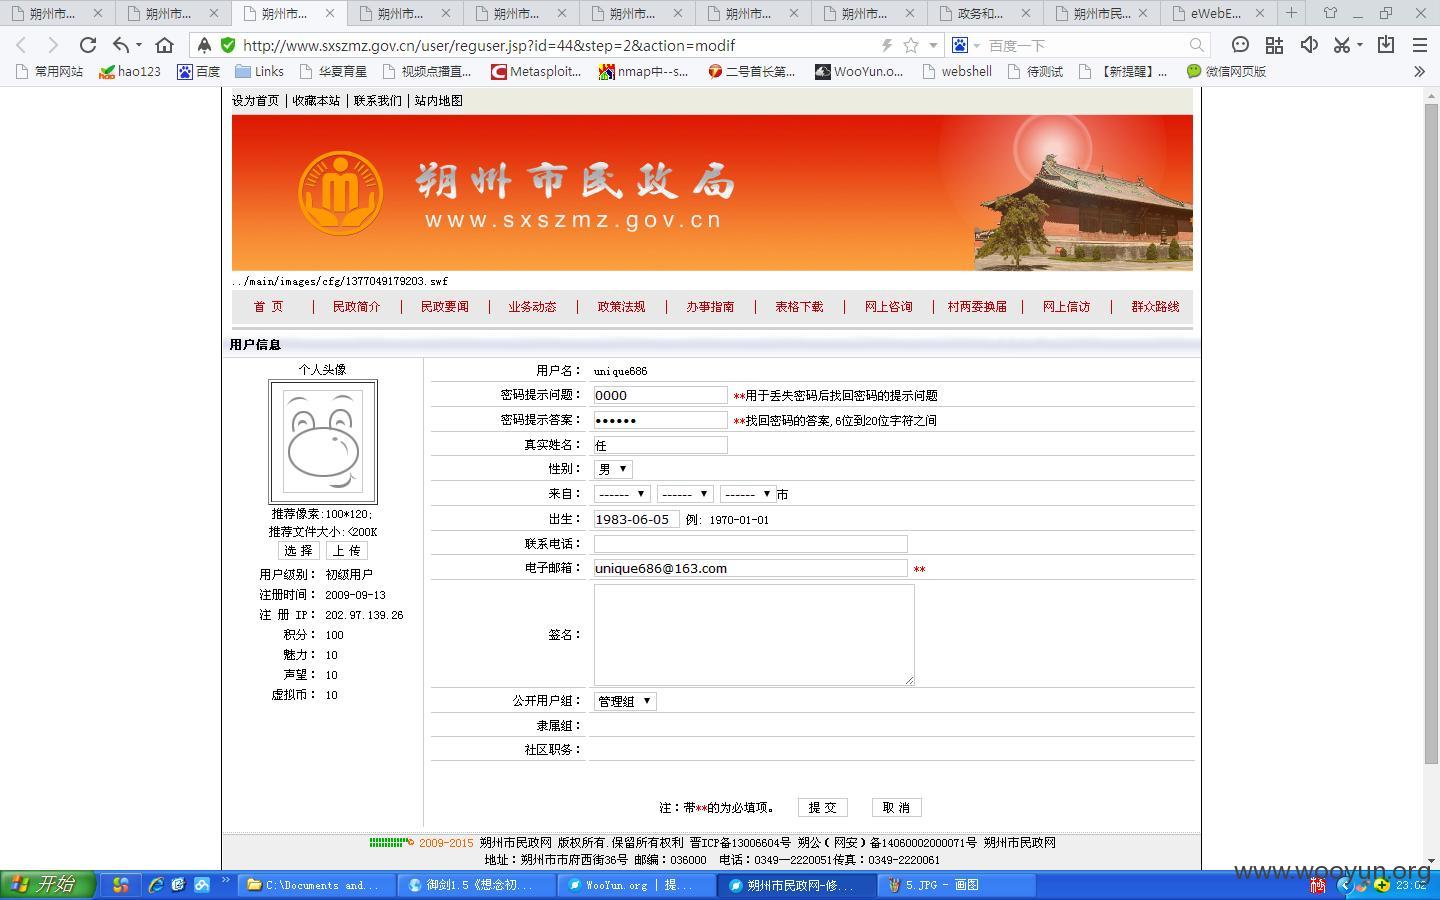 朔州市... 朔州市... 朔州市... 朔州市... 朔州市... 朔州市... 朔州市... 朔州市... 政务和... 朔州市民... eWebE...
http://www.sxszmz.gov.cn/user/reguser.jsp?id=44&step=2&action=modif 百度一下
常用网站 hao123 百度 Links 华夏育星 视频点播直... Metasploit... nmap中--s... 二号首长第... WooYun.o... webshell 待测试 【新提醒】... 微信网页版
设为首页 | 收藏本站 | 联系我们 | 站内地图
朔州市民政局
www.sxszmz.gov.cn
../main/images/cfg/1377049179203.swf
首 页 | 民政简介 | 民政要闻 | 业务动态 | 政策法规 | 办事指南 | 表格下载 | 网上咨询 | 村两委换届 | 网上信访 | 群众路线
用户信息
个人头像
推荐像素:100*120;
推荐文件大小:<200K
选 择 上 传
用户级别： 初级用户
注册时间： 2009-09-13
注 册 IP： 202.97.139.26
积分： 100
魅力： 10
声望： 10
虚拟币： 10
用户名： unique686
密码提示问题： 0000 **用于丢失密码后找回密码的提示问题
密码提示答案： •••••• **找回密码的答案,6位到20位字符之间
真实姓名： 任
性别： 男
来自： ------ ------ ------ 市
出生： 1983-06-05 例: 1970-01-01
联系电话：
电子邮箱： unique686@163.com **
签名：
公开用户组： 管理组
隶属组：
社区职务：
注：带**的为必填项。 提 交 取 消
2009-2015 朔州市民政网 版权所有.保留所有权利 晋ICP备13006604号 朔公（网安）备14060002000071号 朔州市民政网
地址：朔州市市府西街36号 邮编：036000 电话：0349—2220051传真：0349-2220061
www.wooyun.org
开始 C:\Documents and... 御剑1.5《想念初... WooYun.org | 提... 朔州市民政网-修... 5.JPG - 画图 23:02